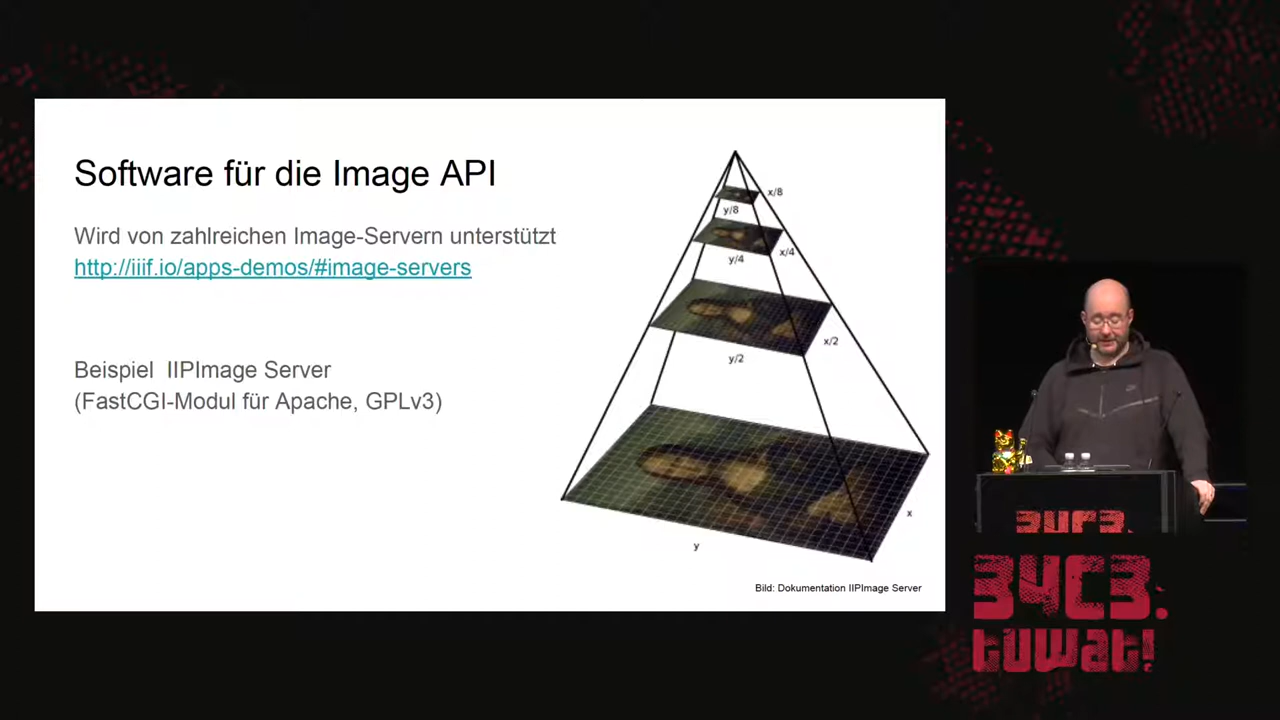 Software für die Image API
Wird von zahlreichen Image-Servern unterstützt
http://iiif.io/apps-demos/#image-servers
Beispiel IIPImage Server
(FastCGI-Modul für Apache, GPLv3)
x/8
y/8
x/4
y/4
x/2
y/2
x
y
Bild: Dokumentation IIPImage Server
34C3.
34C3.
tuwat!